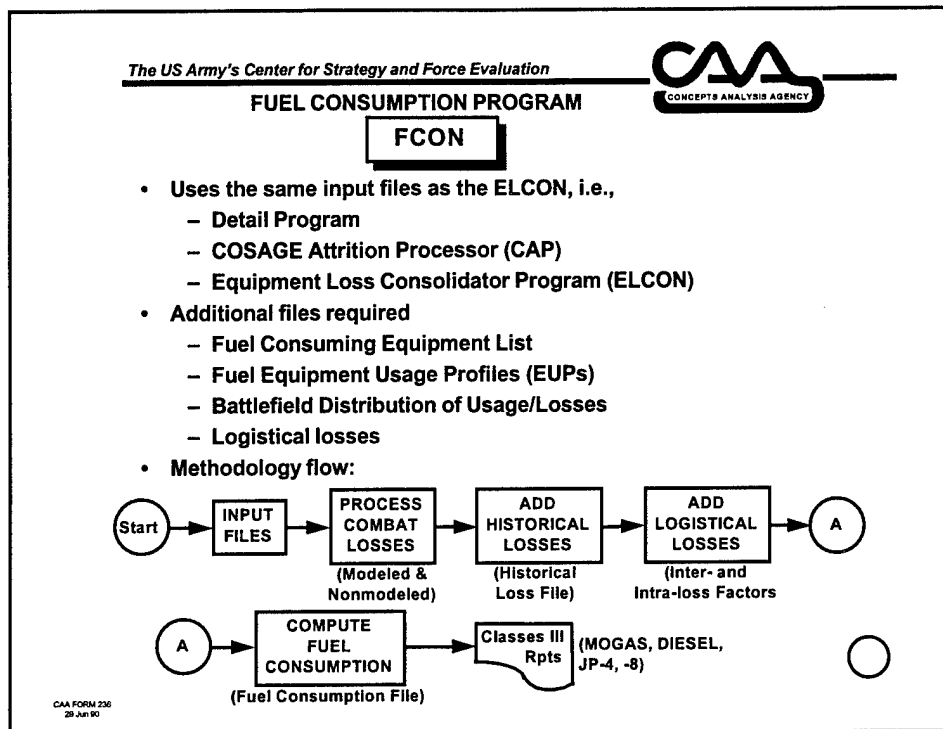 The US Army's Center for Strategy and Force Evaluation
CAA
CONCEPTS ANALYSIS AGENCY
FUEL CONSUMPTION PROGRAM
FCON
• Uses the same input files as the ELCON, i.e.,
– Detail Program
– COSAGE Attrition Processor (CAP)
– Equipment Loss Consolidator Program (ELCON)
• Additional files required
– Fuel Consuming Equipment List
– Fuel Equipment Usage Profiles (EUPs)
– Battlefield Distribution of Usage/Losses
– Logistical losses
• Methodology flow:
Start
INPUT
FILES
PROCESS
COMBAT
LOSSES
(Modeled &
Nonmodeled)
ADD
HISTORICAL
LOSSES
(Historical
Loss File)
ADD
LOGISTICAL
LOSSES
(Inter- and
Intra-loss Factors
A
A
COMPUTE
FUEL
CONSUMPTION
(Fuel Consumption File)
Classes III
Rpts
(MOGAS, DIESEL,
JP-4, -8)
CAA FORM 236
29 Jun 90